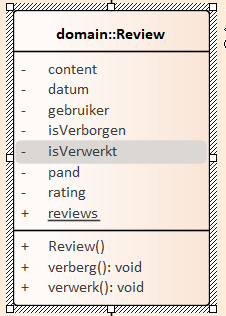 domain::Review
- content
- datum
- gebruiker
- isVerborgen
- isVerwerkt
- pand
- rating
+ reviews
+ Review()
+ verberg(): void
+ verwerk(): void